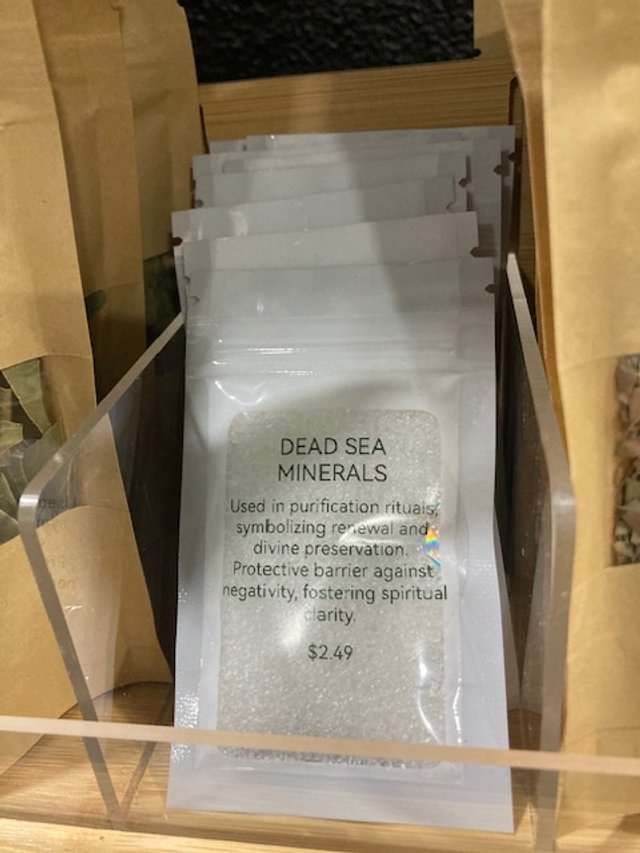 DEAD SEA
MINERALS
Used in purification rituals,
symbolizing renewal and
divine preservation.
Protective barrier against
negativity, fostering spiritual
clarity.
$2.49